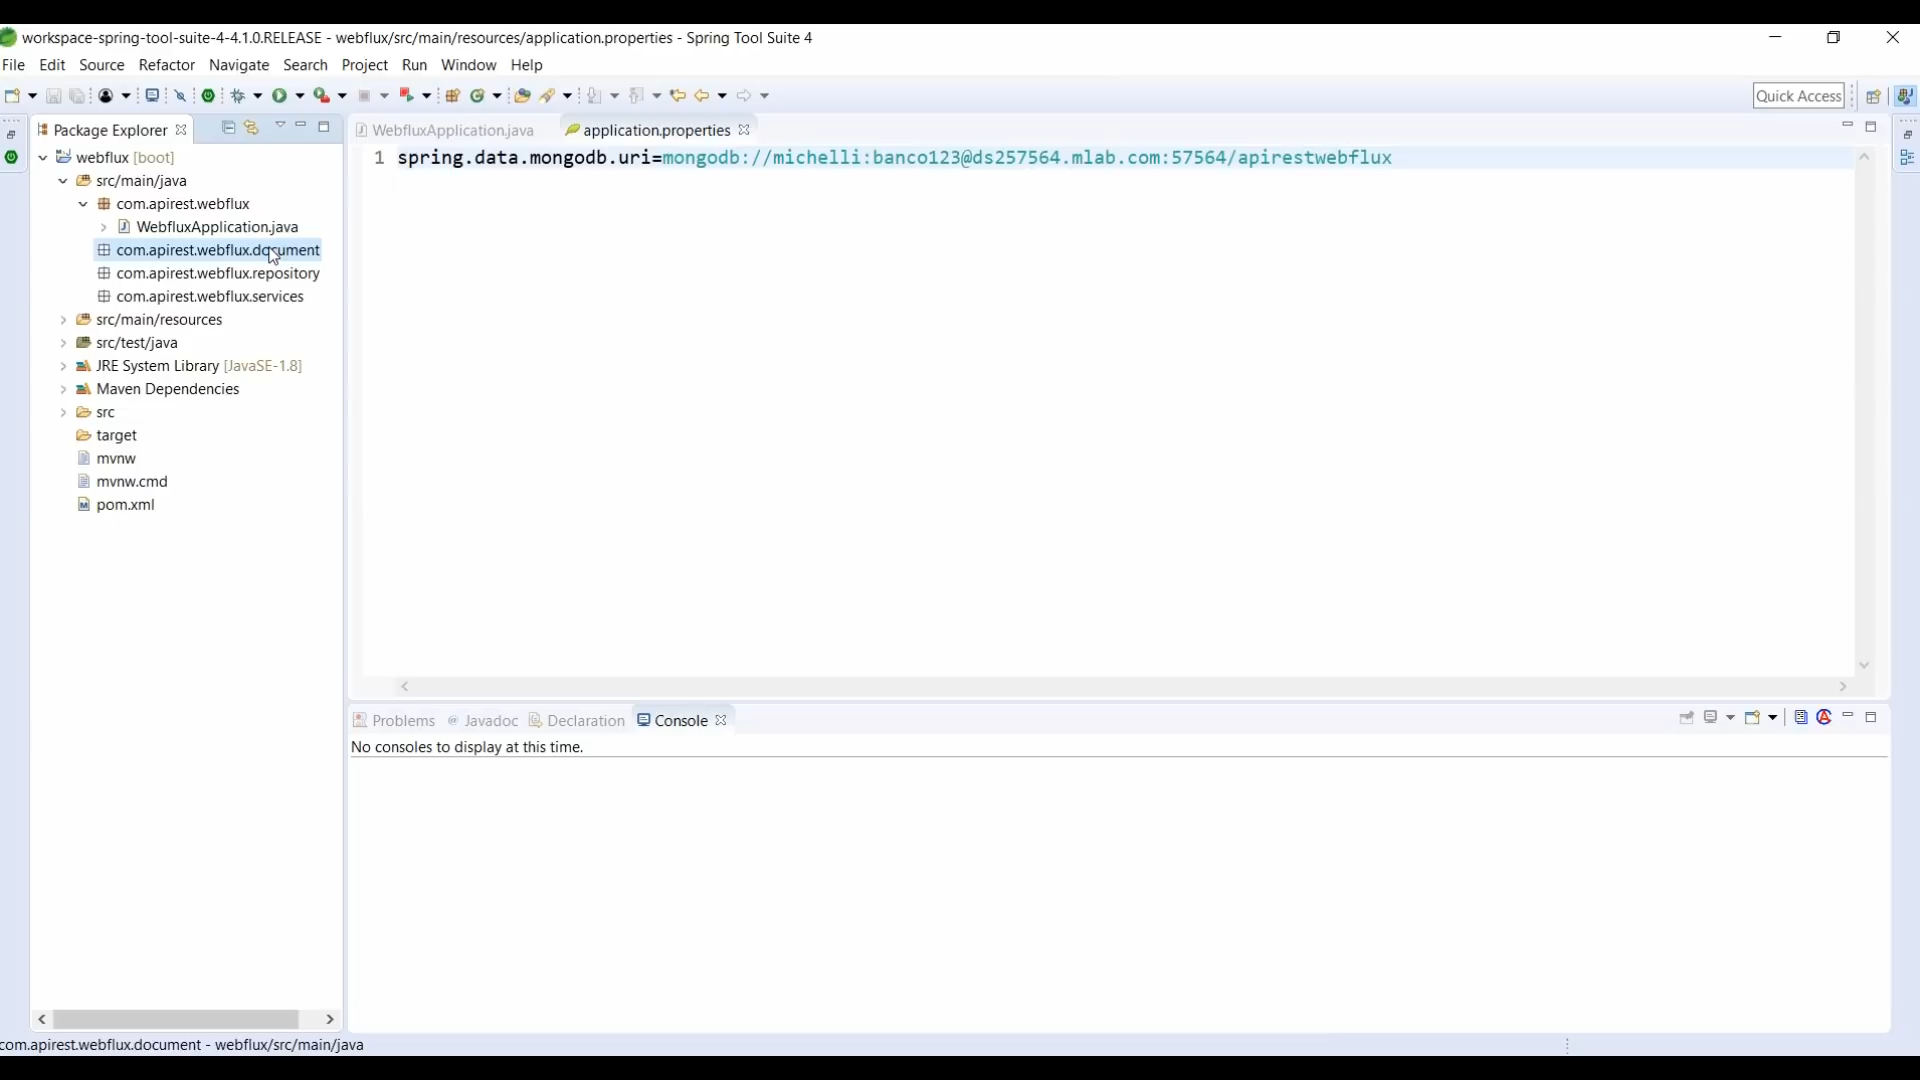 workspace-spring-tool-suite-4-4.1.0.RELEASE - webflux/src/main/resources/application.properties - Spring Tool Suite 4
File Edit Source Refactor Navigate Search Project Run Window Help
Quick Access
Package Explorer
WebfluxApplication.java
application.properties
webflux [boot]
src/main/java
com.apirest.webflux
WebfluxApplication.java
com.apirest.webflux.document
com.apirest.webflux.repository
com.apirest.webflux.services
src/main/resources
src/test/java
JRE System Library [JavaSE-1.8]
Maven Dependencies
src
target
mvnw
mvnw.cmd
pom.xml
1 spring.data.mongodb.uri=mongodb://michelli:banco123@ds257564.mlab.com:57564/apirestwebflux
Problems @ Javadoc Declaration Console
No consoles to display at this time.
com.apirest.webflux.document - webflux/src/main/java